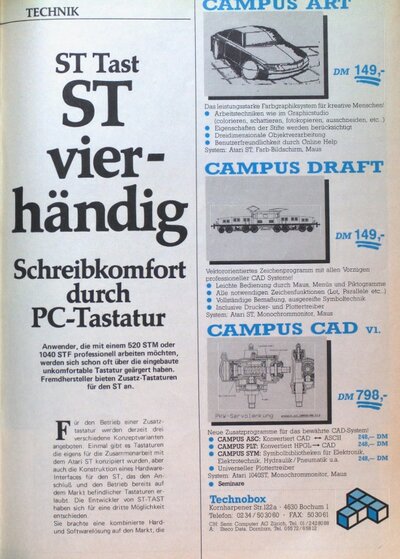 TECHNIK
ST Tast
ST
vier-
händig
Schreibkomfort
durch
PC-Tastatur
Anwender, die mit einem 520 STM oder
1040 STF professionell arbeiten möchten,
werden sich schon oft über die eingebaute
unkomfortable Tastatur geärgert haben.
Fremdhersteller bieten Zusatz-Tastaturen
für den ST an.
Für den Betrieb einer Zusatz-
tastatur werden derzeit drei
verschiedene Konzeptvarianten
angeboten. Einmal gibt es Tastaturen
die eigens für die Zusammenarbeit mit
dem Atari ST konzipiert wurden, aber
auch die Konstruktion eines Hardware-
Interfaces für den ST, das den An-
schluß und den Betrieb bereits auf
dem Markt befindlicher Tastaturen er-
laubt. Die Entwickler von ST-TAST
haben sich für eine dritte Möglichkeit
entschieden.
Sie brachte eine kombinierte Hard-
und Softwarelösung auf den Markt, die
CAMPUS ART
DM 149,-
Das leistungsstarke Farbgraphiksystem für kreative Menschen!
Arbeitstechniken wie im Graphicstudio
(colorieren, schattieren, fotokopieren, ausschneiden, etc.)
Eigenschaften der Stifte werden berücksichtigt
Dreidimensionale Objektverarbeitung
Benutzerfreundlichkeit durch Online Help
System: Atari ST, Farb-Bildschirm, Maus
CAMPUS DRAFT
DM 149,-
Vektororientiertes Zeichenprogramm mit allen Vorzügen
professioneller CAD-Systeme!
Leichte Bedienung durch Maus, Menüs und Piktogramme
Alle notwendigen Zeichenfunktionen (Lot, Parallele etc.)
Vollständige Bemaßung, ausgereifte Symboltechnik
Inclusive Drucker- und Plottertreiber
System: Atari ST, Monochrommonitor, Maus
CAMPUS CAD V1.
PKW-Servolenkung
DM 798,-
Neue Zusatzprogramme für das bewährte CAD-System!
CAMPUS ASC: Konvertiert CAD ↔ ASCII 248,- DM
CAMPUS PLT: Konvertiert HPGL→ CAD 248,- DM
CAMPUS SYM: Symbolbibliotheken für Elektronik,
Elektrotechnik, Hydraulik/Pneumatik u.a. 248,- DM
Universeller Plottertreiber
System: Atari 1040ST, Monochrommonitor, Maus
Seminare
Technobox
Kornharpener Str.122a · 4630 Bochum 1
Telefon: 02 34 / 50 30 60 · FAX: 50 30 61